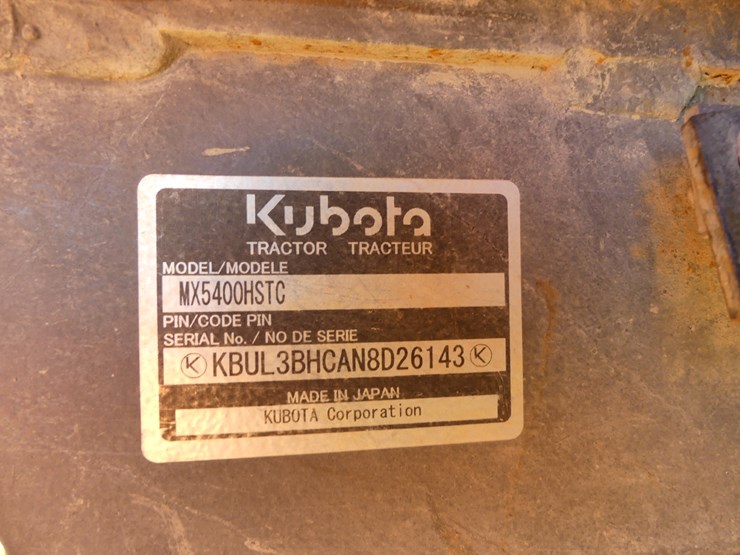 Kubota
TRACTOR TRACTEUR
MODEL/MODELE
MX5400HSTC
PIN/CODE PIN
SERIAL No. / NO DE SERIE
K KBUL3BHCAN8D26143 K
MADE IN JAPAN
KUBOTA Corporation